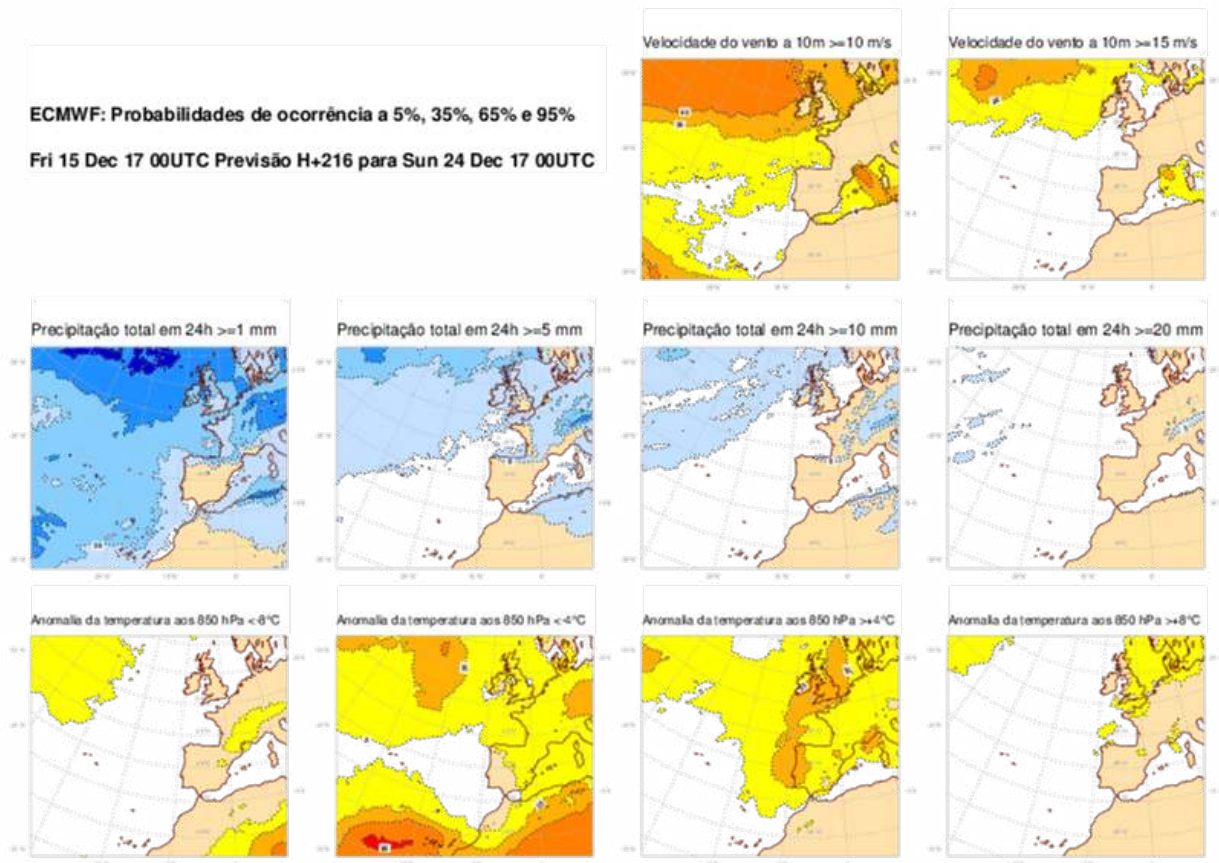 Velocidade do vento a 10m >=10 m/s
Velocidade do vento a 10m >=15 m/s
ECMWF: Probabilidades de ocorrência a 5%, 35%, 65% e 95%
Fri 15 Dec 17 00UTC Previsão H+216 para Sun 24 Dec 17 00UTC
Precipitação total em 24h >=1 mm
Precipitação total em 24h >=5 mm
Precipitação total em 24h >=10 mm
Precipitação total em 24h >=20 mm
Anomalia da temperatura aos 850 hPa <-8°C
Anomalia da temperatura aos 850 hPa <-4°C
Anomalia da temperatura aos 850 hPa >+4°C
Anomalia da temperatura aos 850 hPa >+8°C